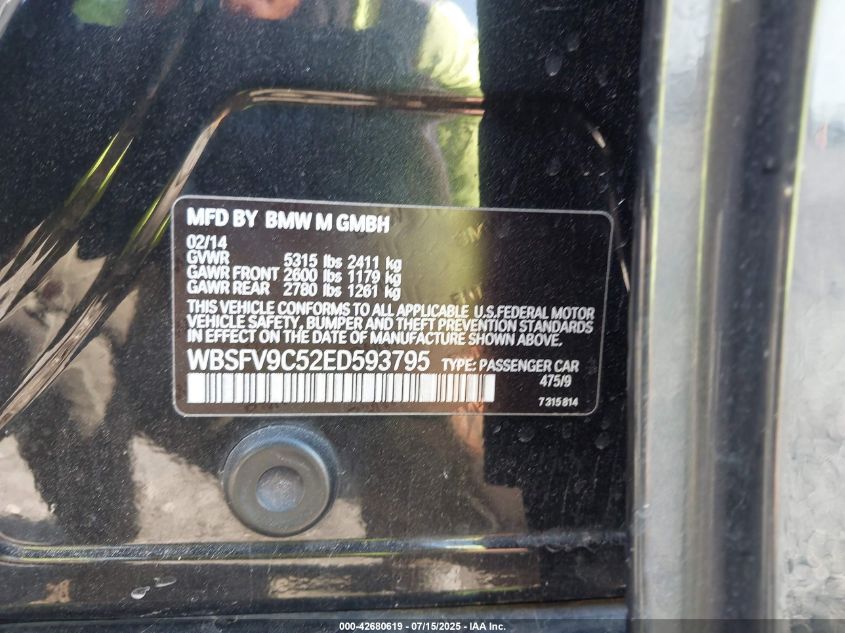 MFD BY BMW M GMBH
02/14
GVWR 5315 lbs 2411 kg
GAWR FRONT 2600 lbs 1179 kg
GAWR REAR 2780 lbs 1261 kg
THIS VEHICLE CONFORMS TO ALL APPLICABLE U.S.FEDERAL MOTOR
VEHICLE SAFETY, BUMPER AND THEFT PREVENTION STANDARDS
IN EFFECT ON THE DATE OF MANUFACTURE SHOWN ABOVE.
WBSFV9C52ED593795 TYPE: PASSENGER CAR
475/9
7315814
000-42680619 - 07/15/2025 - IAA Inc.